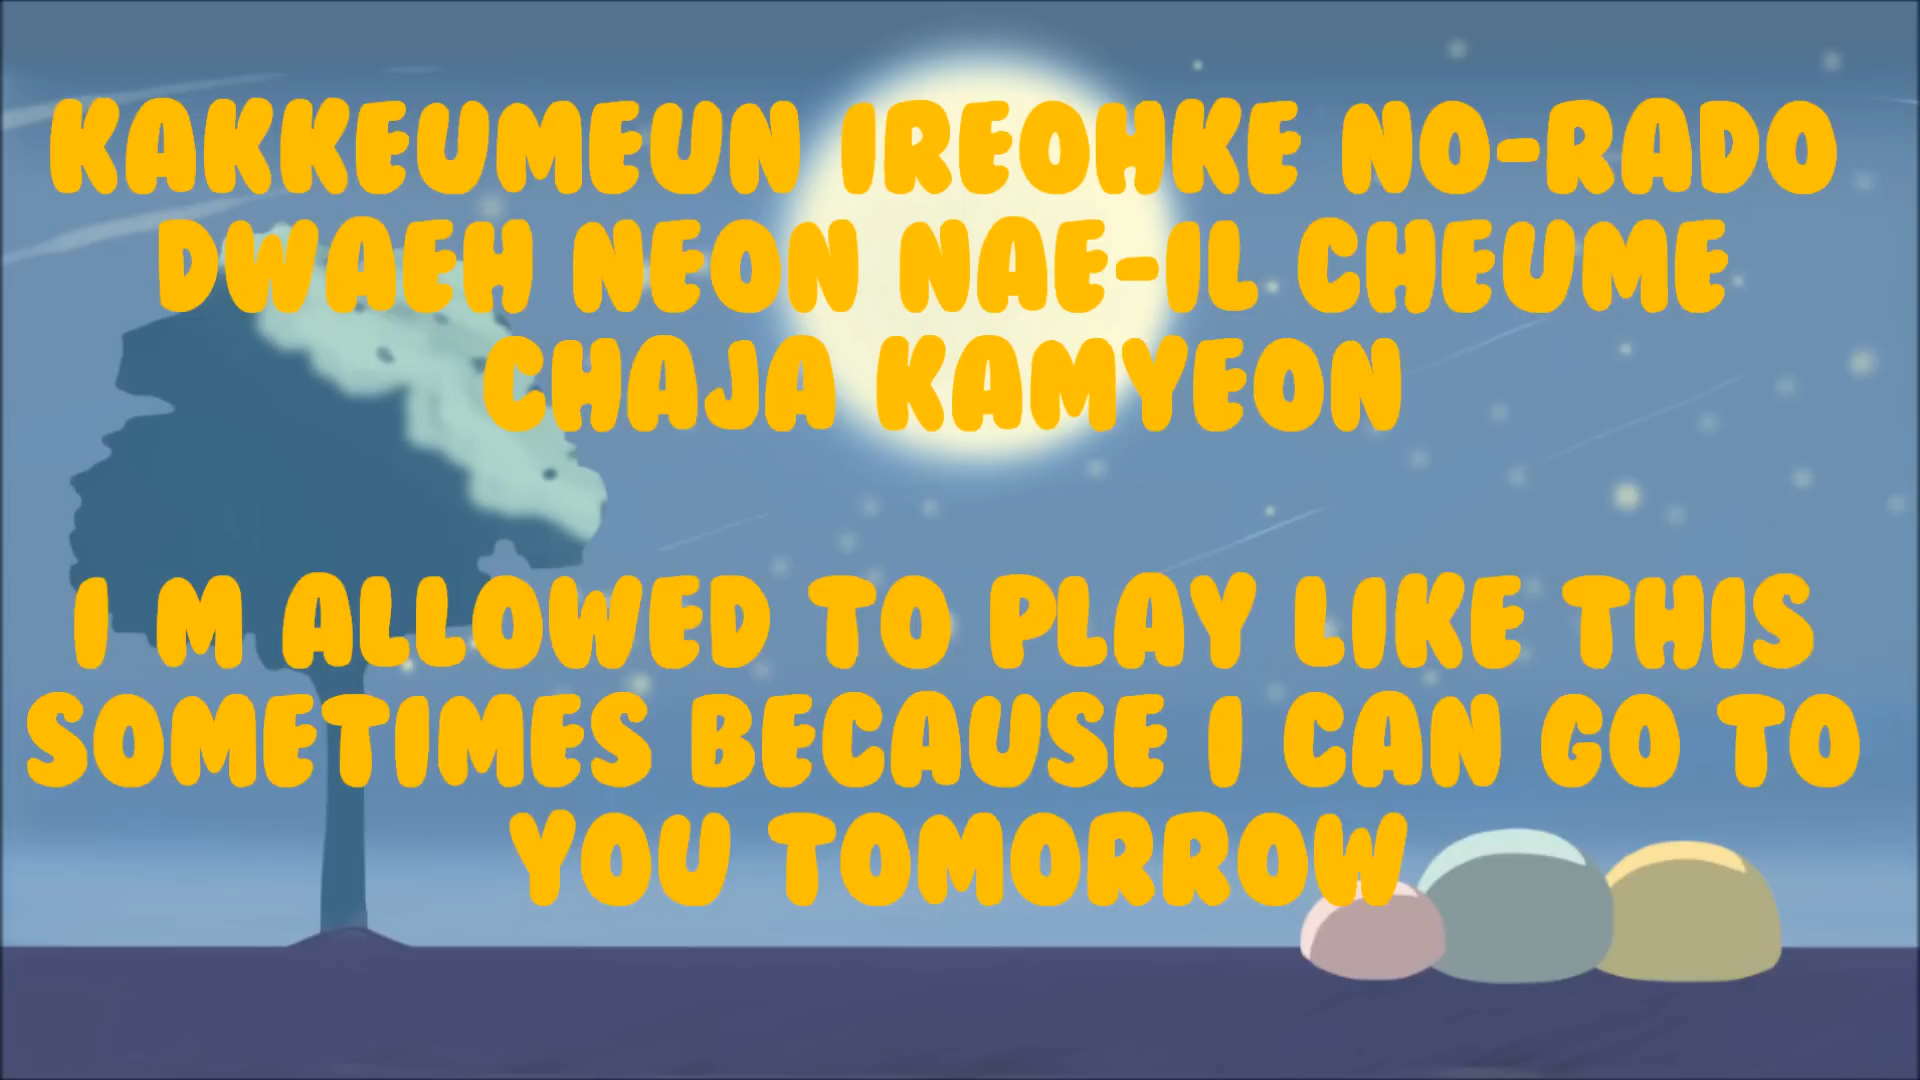 KAKKEUMEUN IREOHKE NO-RADO
DWAEH NEON NAE-IL CHEUME
CHAJA KAMYEON
I M ALLOWED TO PLAY LIKE THIS
SOMETIMES BECAUSE I CAN GO TO
YOU TOMORROW